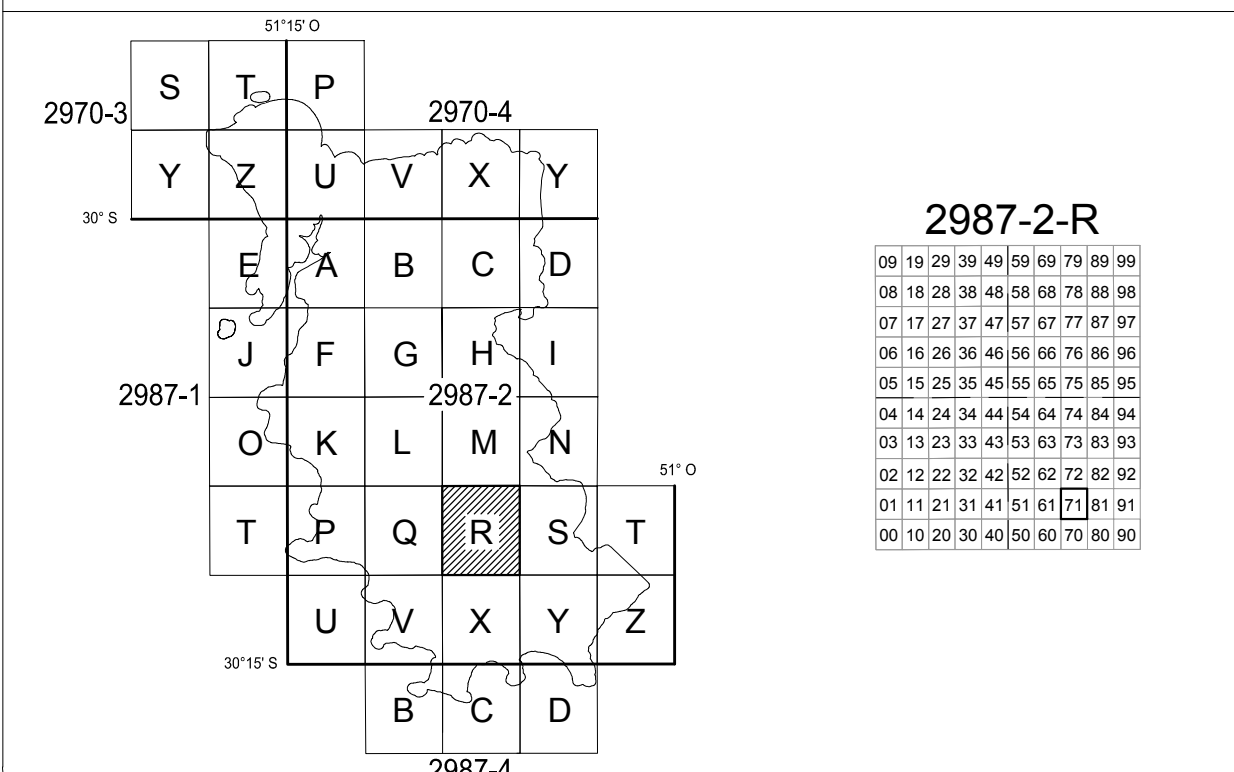 51°15' O
S T P
2970-3 2970-4
Y Z U V X Y
30° S
E A B C D
J F G H I
2987-1 2987-2
O K L M N
51° O
T P Q R S T
U V X Y Z
30°15' S
B C D
2987-4
2987-2-R
09 19 29 39 49 59 69 79 89 99
08 18 28 38 48 58 68 78 88 98
07 17 27 37 47 57 67 77 87 97
06 16 26 36 46 56 66 76 86 96
05 15 25 35 45 55 65 75 85 95
04 14 24 34 44 54 64 74 84 94
03 13 23 33 43 53 63 73 83 93
02 12 22 32 42 52 62 72 82 92
01 11 21 31 41 51 61 71 81 91
00 10 20 30 40 50 60 70 80 90